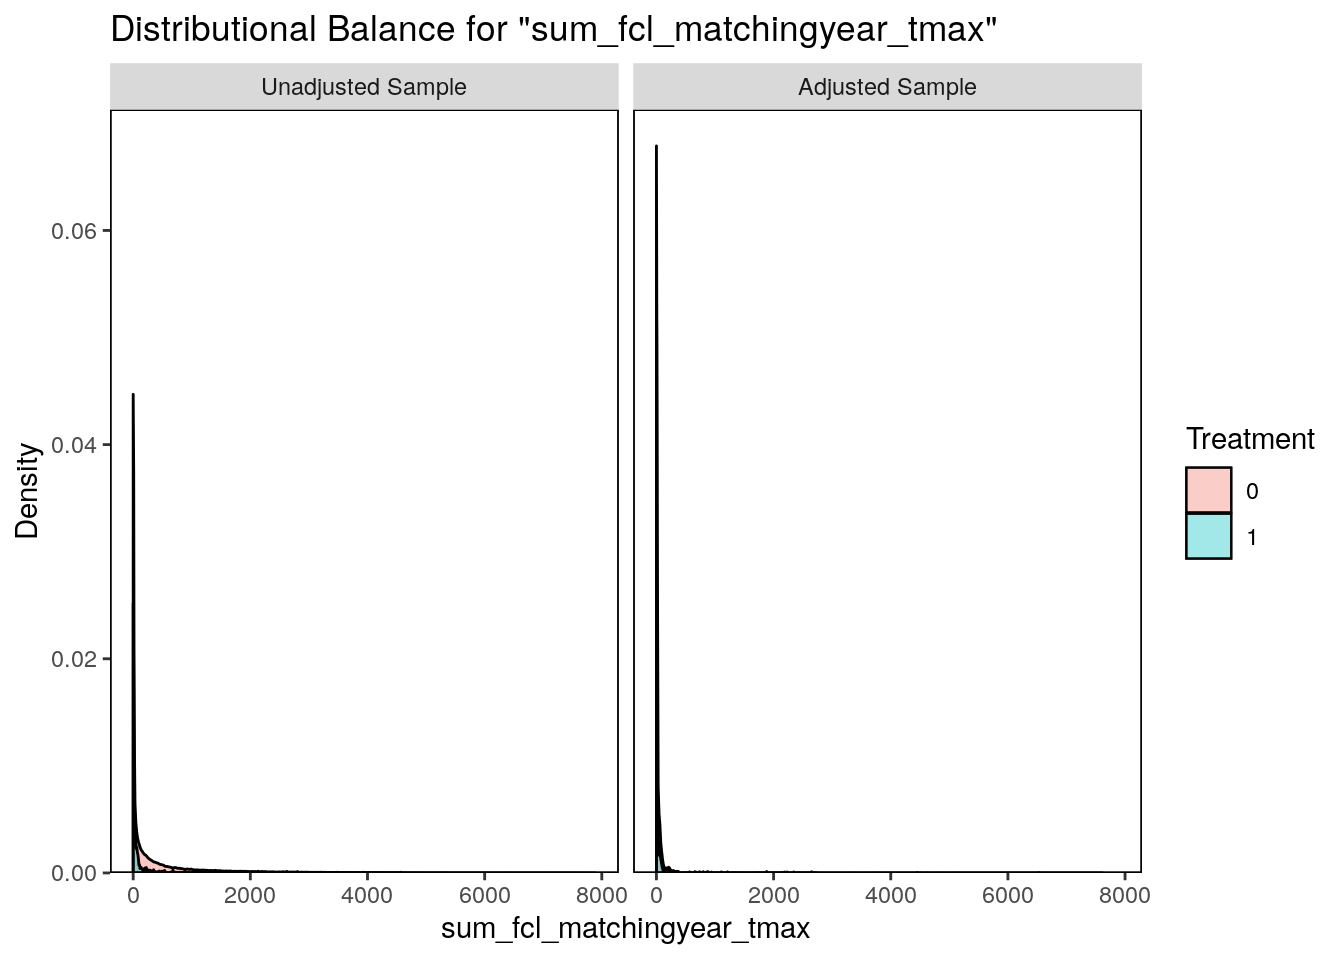 Distributional Balance for "sum_fcl_matchingyear_tmax"
Unadjusted Sample
Adjusted Sample
Density
0.06
0.04
0.02
0.00
0 2000 4000 6000 8000
0 2000 4000 6000 8000
sum_fcl_matchingyear_tmax
Treatment
0
1